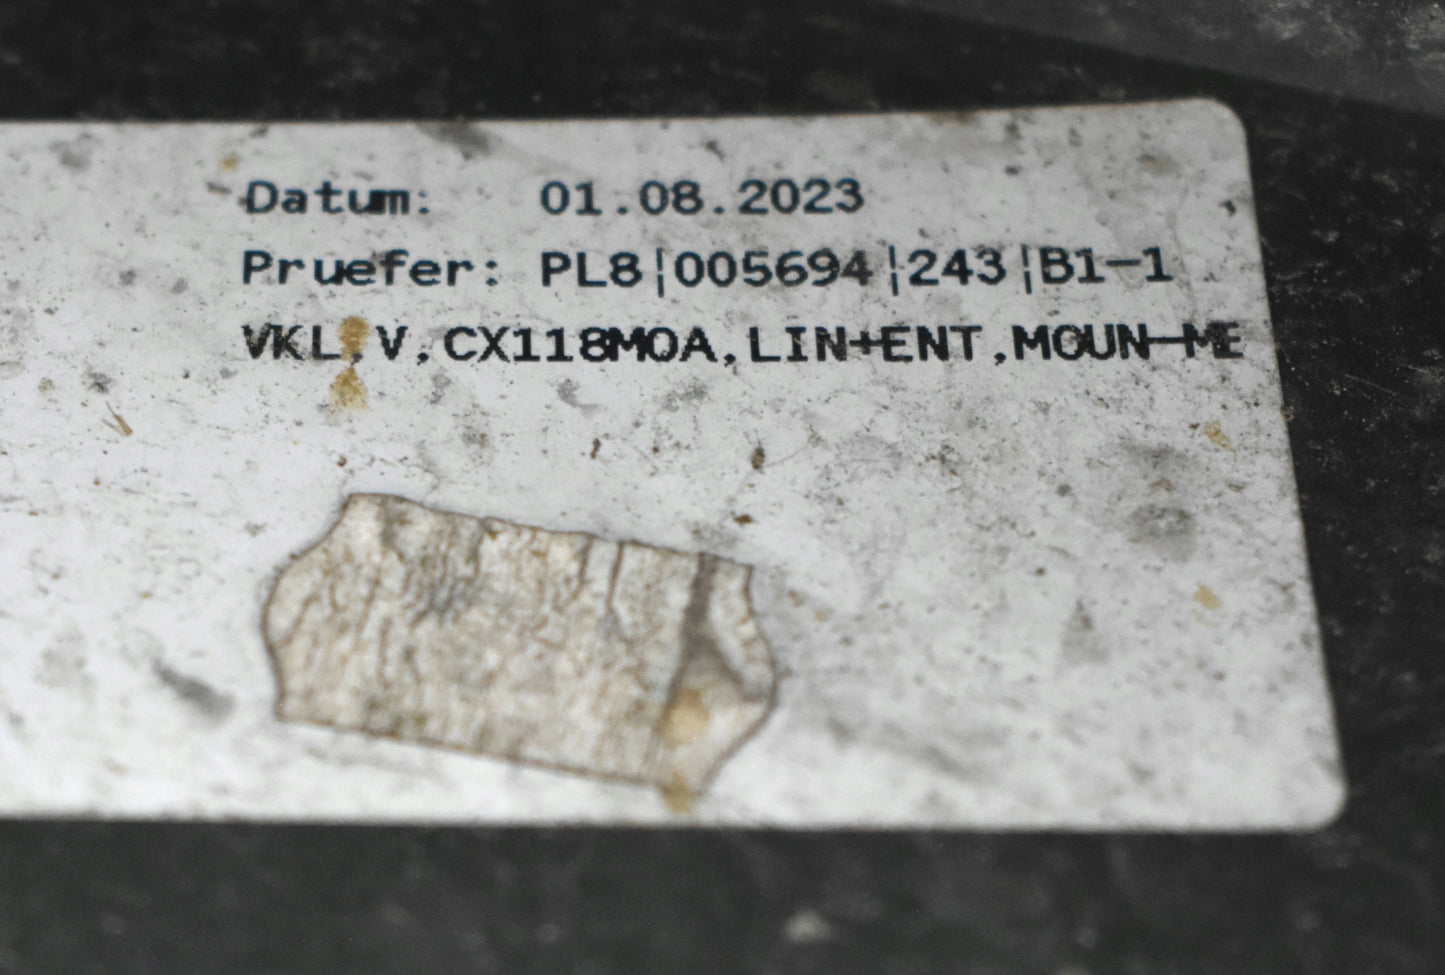 Datum: 01.08.2023
Pruefer: PL8|005694|243|B1-1
VKL,V,CX118MOA,LIN+ENT,MOUN-ME